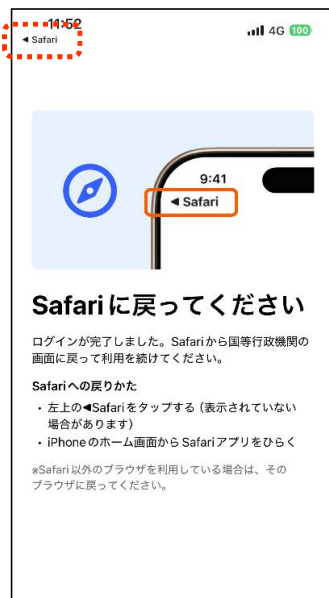 11:52
4G 100
◀ Safari
9:41
◀ Safari
Safariに戻ってください
ログインが完了しました。Safariから国等行政機関の
画面に戻って利用を続けてください。
Safariへの戻りかた
・左上の◀Safariをタップする（表示されていない
場合があります）
・iPhoneのホーム画面からSafariアプリをひらく
※Safari以外のブラウザを利用している場合は、その
ブラウザに戻ってください。